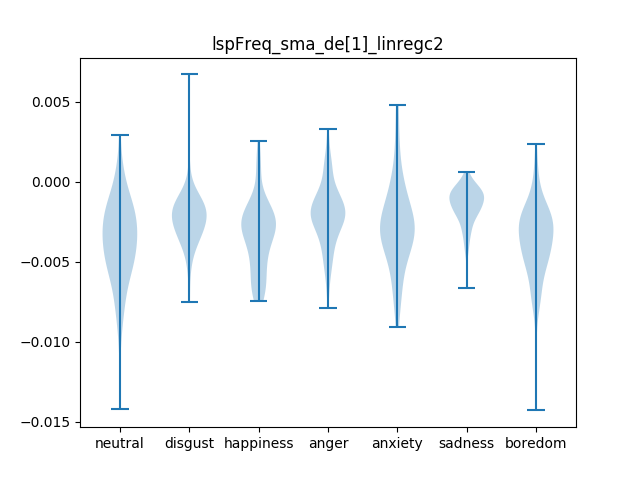 lspFreq_sma_de[1]_linregc2
0.005
0.000
−0.005
−0.010
−0.015
neutral disgust happiness anger anxiety sadness boredom